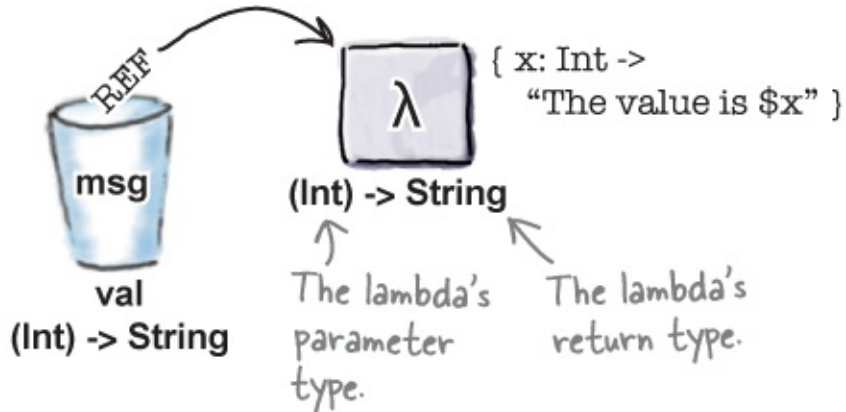 REF
msg
val
(Int) -> String
λ
{ x: Int ->
“The value is $x” }
(Int) -> String
The lambda's
parameter
type.
The lambda's
return type.